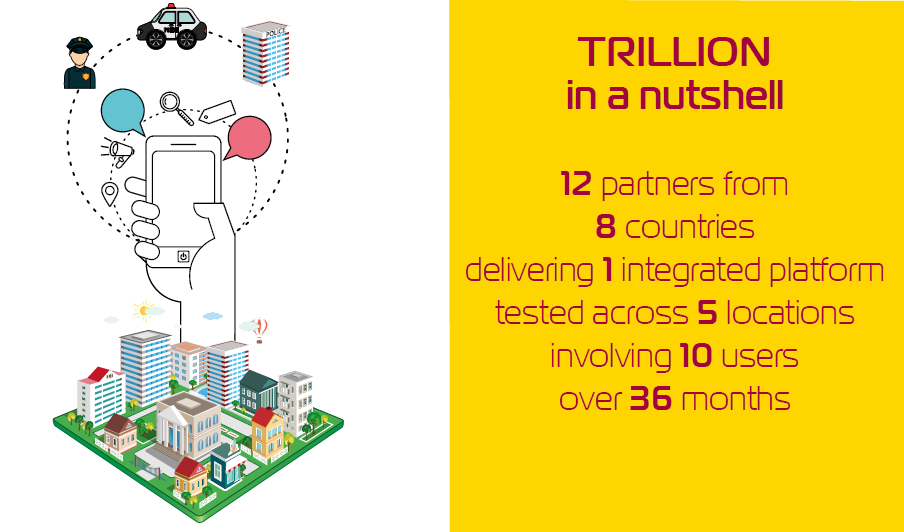 POLICE
TRILLION
in a nutshell
12 partners from
8 countries
delivering 1 integrated platform
tested across 5 locations
involving 10 users
over 36 months